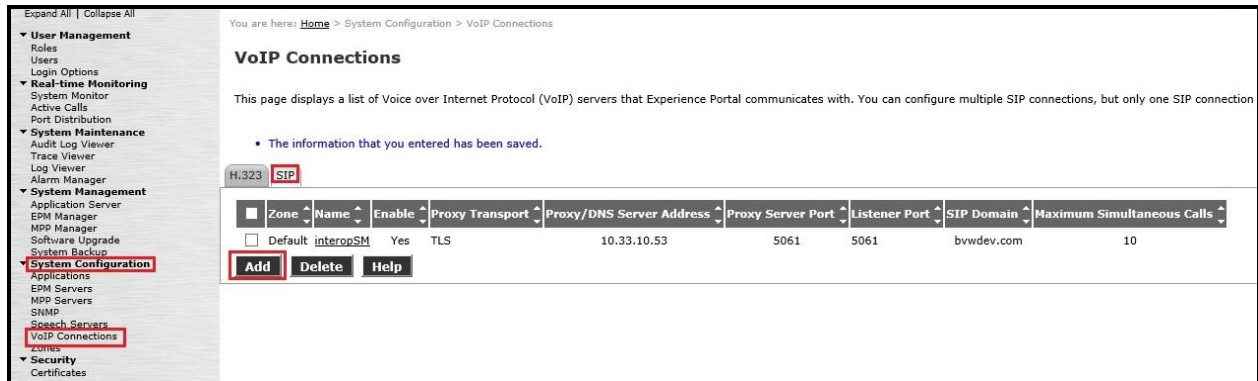 Expand All | Collapse All
▼ User Management
Roles
Users
Login Options
▼ Real-time Monitoring
System Monitor
Active Calls
Port Distribution
▼ System Maintenance
Audit Log Viewer
Trace Viewer
Log Viewer
Alarm Manager
▼ System Management
Application Server
EPM Manager
MPP Manager
Software Upgrade
System Backup
▼ System Configuration
Applications
EPM Servers
MPP Servers
SNMP
Speech Servers
VoIP Connections
Zones
▼ Security
Certificates
You are here: Home > System Configuration > VoIP Connections
VoIP Connections
This page displays a list of Voice over Internet Protocol (VoIP) servers that Experience Portal communicates with. You can configure multiple SIP connections, but only one SIP connection
• The information that you entered has been saved.
H.323 SIP
Zone Name Enable Proxy Transport Proxy/DNS Server Address Proxy Server Port Listener Port SIP Domain Maximum Simultaneous Calls
Default interopSM Yes TLS 10.33.10.53 5061 5061 bvwdev.com 10
Add Delete Help